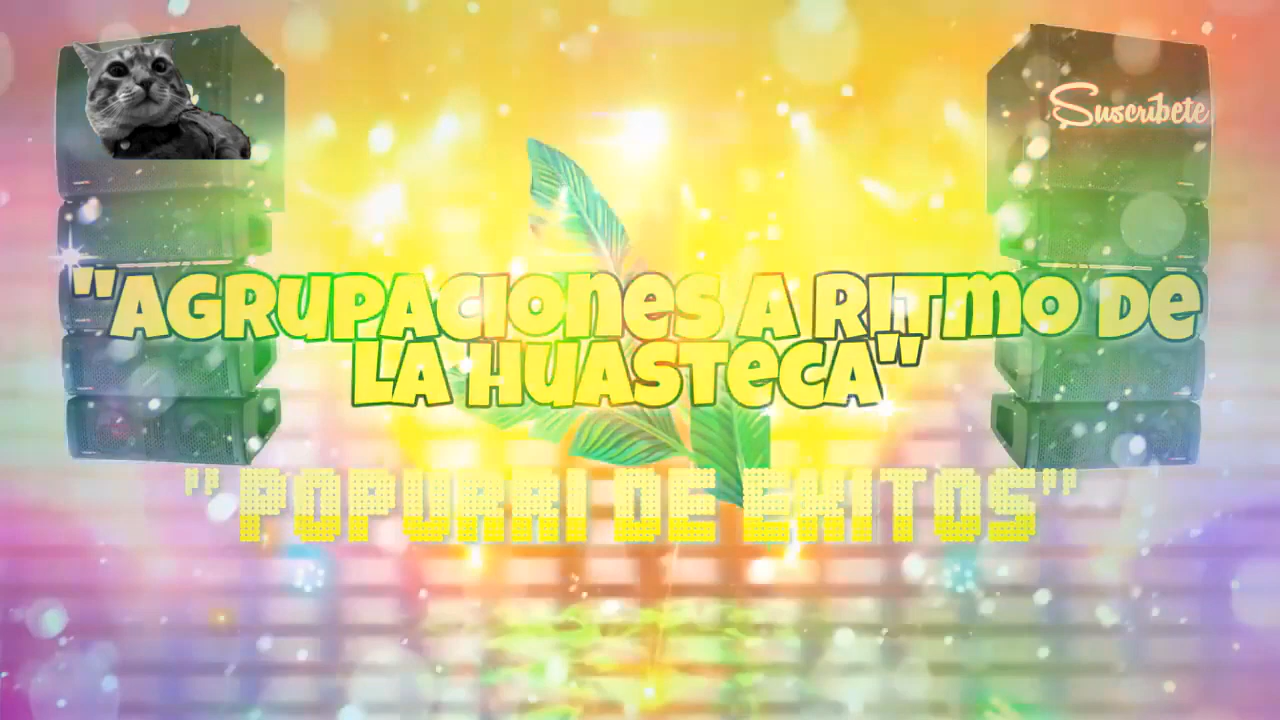 Suscríbete
"AGRUPACIONES A RITMO DE
LA HUASTECA"
" POPURRI DE EXITOS"